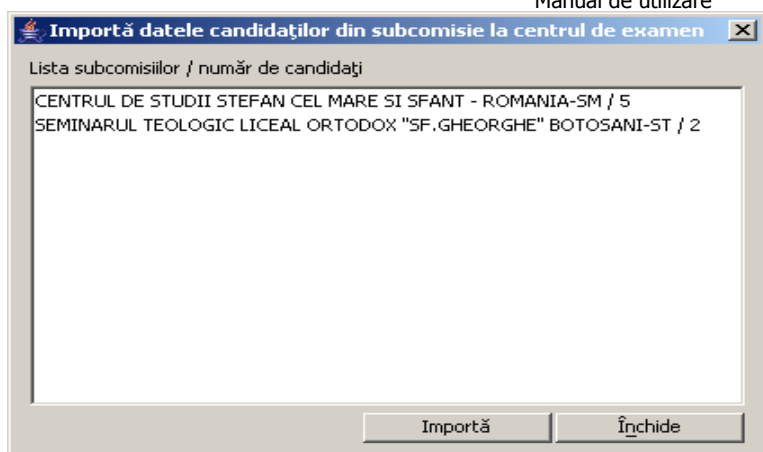 Manual de utilizare
Importă datele candidaţilor din subcomisie la centrul de examen
Lista subcomisiilor / număr de candidaţi
CENTRUL DE STUDII STEFAN CEL MARE SI SFANT - ROMANIA-SM / 5
SEMINARUL TEOLOGIC LICEAL ORTODOX "SF.GHEORGHE" BOTOSANI-ST / 2
Importă Închide